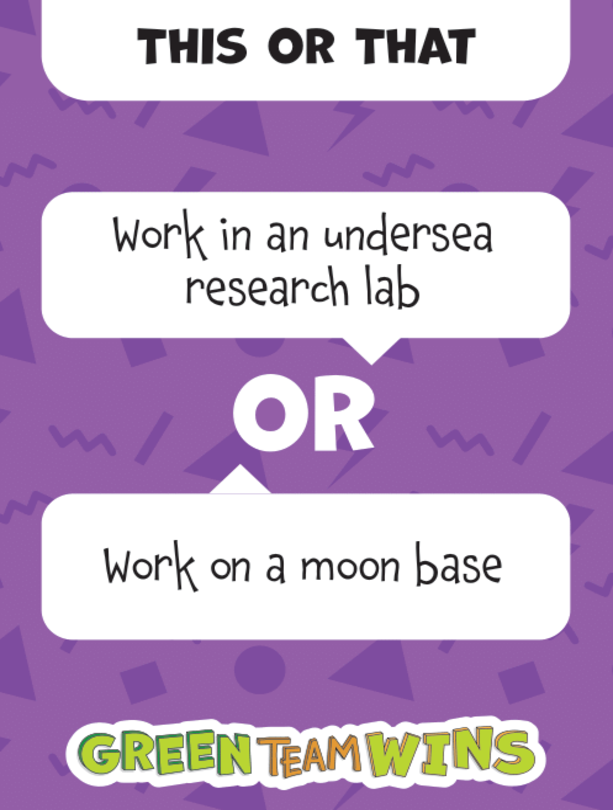 THIS OR THAT
Work in an undersea
research lab
OR
Work on a moon base
GREEN TEAM WINS